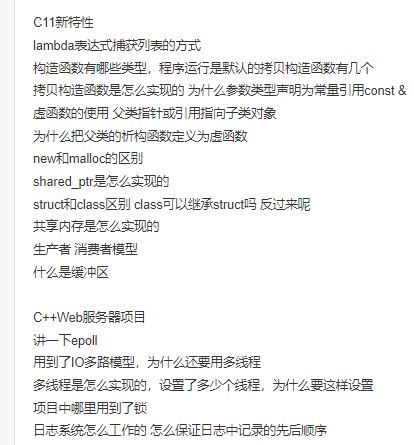 C11新特性
lambda表达式捕获列表的方式
构造函数有哪些类型，程序运行是默认的拷贝构造函数有几个
拷贝构造函数是怎么实现的 为什么参数类型声明为常量引用const &
虚函数的使用 父类指针或引用指向子类对象
为什么把父类的析构函数定义为虚函数
new和malloc的区别
shared_ptr是怎么实现的
struct和class区别 class可以继承struct吗 反过来呢
共享内存是怎么实现的
生产者 消费者模型
什么是缓冲区
C++Web服务器项目
讲一下epoll
用到了IO多路模型，为什么还要用多线程
多线程是怎么实现的，设置了多少个线程，为什么要这样设置
项目中哪里用到了锁
日志系统怎么工作的 怎么保证日志中记录的先后顺序